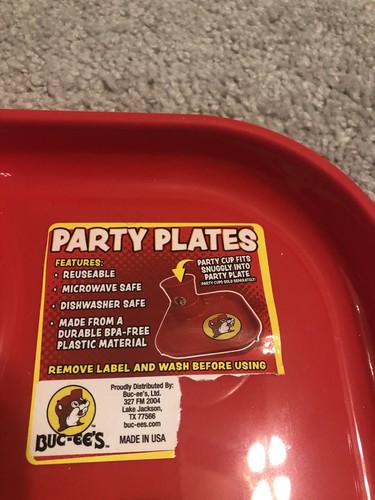 PARTY PLATES
FEATURES:
• REUSEABLE
• MICROWAVE SAFE
• DISHWASHER SAFE
• MADE FROM A
DURABLE BPA-FREE
PLASTIC MATERIAL
PARTY CUP FITS
SNUGGLY INTO
PARTY PLATE
PARTY CUPS SOLD SEPARATELY
REMOVE LABEL AND WASH BEFORE USING
Proudly Distributed By:
Buc-ee's, Ltd.
327 FM 2004
Lake Jackson,
TX 77566
buc-ees.com
MADE IN USA
BUC-EE'S™